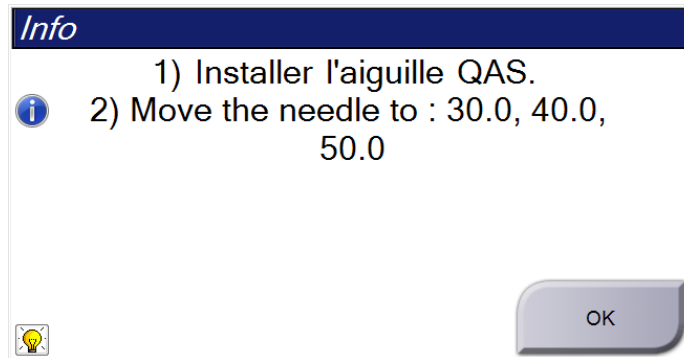 Info
1) Installer l'aiguille QAS.
2) Move the needle to : 30.0, 40.0,
50.0
OK